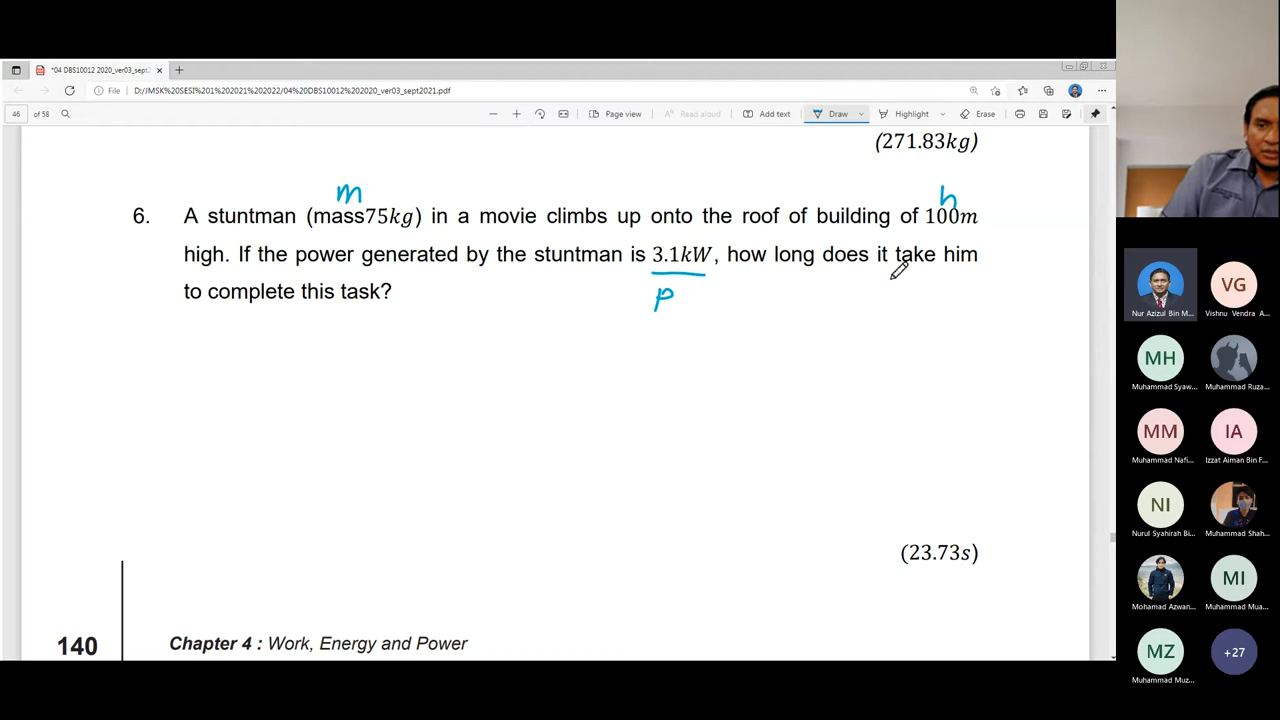 *04 DBS10012 2020_ver03_sept2
File
D:/JMSK%20SESI%201%202021%202022/04%20DBS10012%202020_ver03_sept2021.pdf
46 of 58
Page view
Read aloud
Add text
Draw
Highlight
Erase
(271.83kg)
m
h
6. A stuntman (mass75kg) in a movie climbs up onto the roof of building of 100m
high. If the power generated by the stuntman is 3.1kW, how long does it take him
to complete this task?
P
(23.73s)
140
Chapter 4 : Work, Energy and Power
Nur Azizul Bin M...
VG
Vishnu Vendra A...
MH
Muhammad Syaw...
Muhammad Ruza...
MM
Muhammad Nafi...
IA
Izzat Aiman Bin F...
NI
Nurul Syahirah Bi...
Muhammad Shah...
Mohamad Azwan...
MI
Muhammad Mua...
MZ
Muhammad Muz...
+27